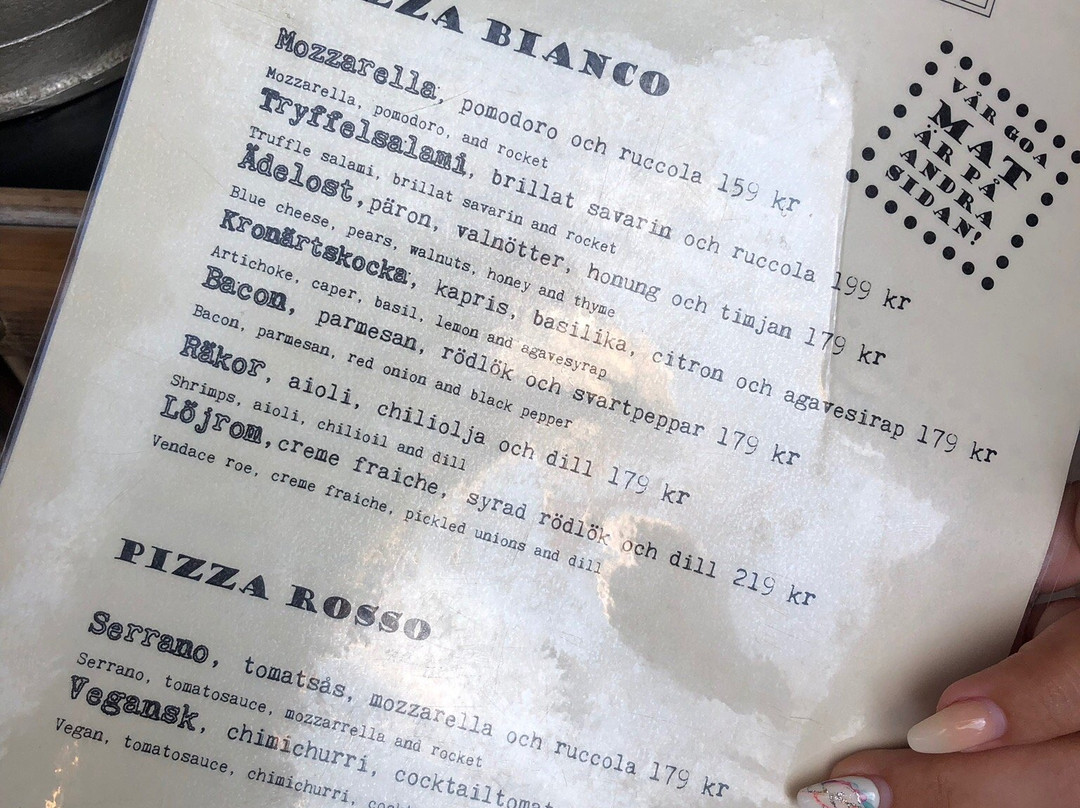 ZZA BIANCO
Mozzarella, pomodoro och ruccola 159 kr
Mozzarella, pomodoro, and rocket
Tryffelsalami, brillat savarin och ruccola 199 kr
Truffle salami, brillat savarin and rocket
Ädelost, päron, valnötter, honung och timjan 179 kr
Blue cheese, pears, walnuts, honey and thyme
Kronärtskocka, kapris, basilika, citron och agavesirap 179 kr
Artichoke, caper, basil, lemon and agavesyrap
Bacon, parmesan, rödlök och svartpeppar 179 kr
Bacon, parmesan, red onion and black pepper
Räkor, aioli, chiliolja och dill 179 kr
Shrimps, aioli, chilioil and dill
Löjrom, creme fraiche, syrad rödlök och dill 219 kr
Vendace roe, creme fraiche, pickled unions and dill
PIZZA ROSSO
Serrano, tomatsås, mozzarella och ruccola 179 kr
Serrano, tomatosauce, mozzarrella and rocket
Vegansk, chimichurri, cocktailtomat
Vegan, tomatosauce, chimichurri,
VÅR GOA
MAT
ÄR PÅ
ANDRA
SIDAN!